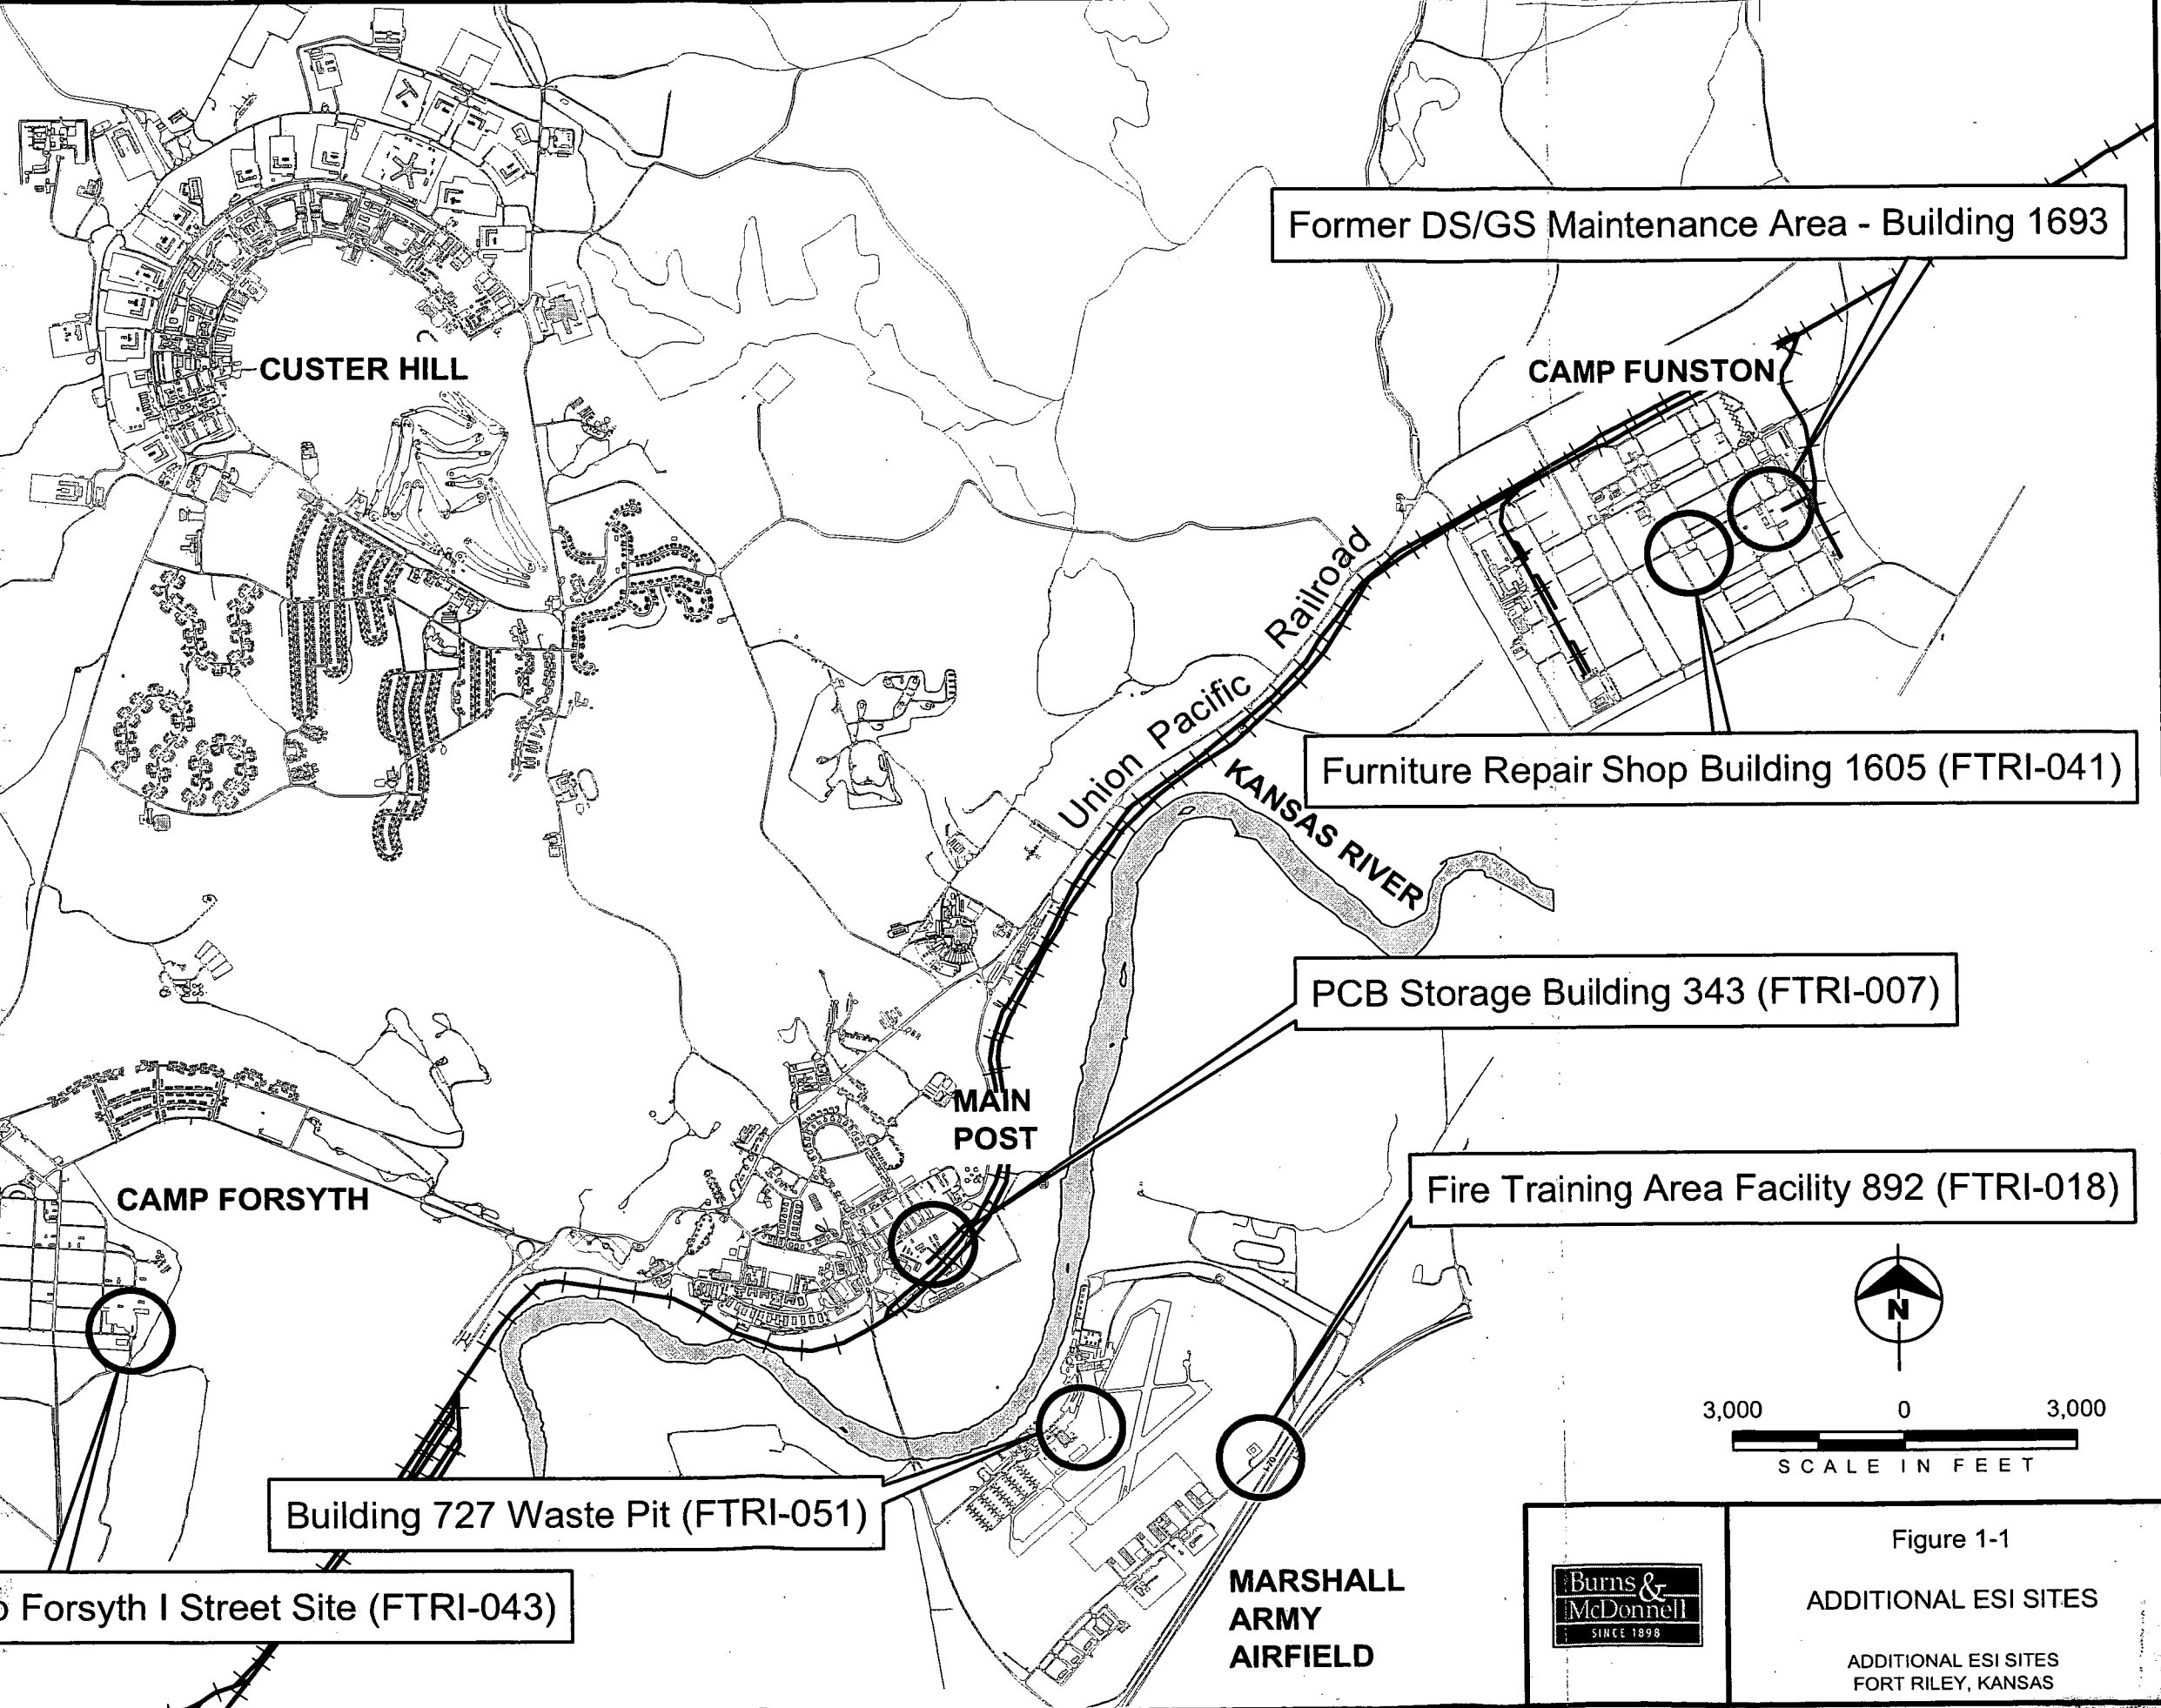 Former DS/GS Maintenance Area - Building 1693
CUSTER HILL
CAMP FUNSTON
Union Pacific Railroad
KANSAS RIVER
Furniture Repair Shop Building 1605 (FTRI-041)
PCB Storage Building 343 (FTRI-007)
MAIN
POST
Fire Training Area Facility 892 (FTRI-018)
CAMP FORSYTH
N
3,000 0 3,000
SCALE IN FEET
I-70
Building 727 Waste Pit (FTRI-051)
Forsyth I Street Site (FTRI-043)
MARSHALL
ARMY
AIRFIELD
Burns &
McDonnell
SINCE 1898
Figure 1-1
ADDITIONAL ESI SITES
ADDITIONAL ESI SITES
FORT RILEY, KANSAS